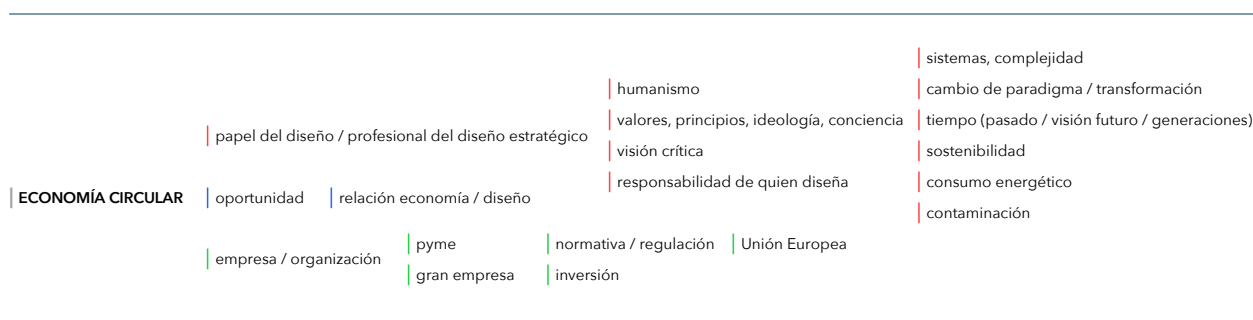 ECONOMÍA CIRCULAR
papel del diseño / profesional del diseño estratégico
humanismo
valores, principios, ideología, conciencia
visión crítica
responsabilidad de quien diseña
sistemas, complejidad
cambio de paradigma / transformación
tiempo (pasado / visión futuro / generaciones)
sostenibilidad
consumo energético
contaminación
oportunidad
relación economía / diseño
empresa / organización
pyme
gran empresa
normativa / regulación
inversión
Unión Europea